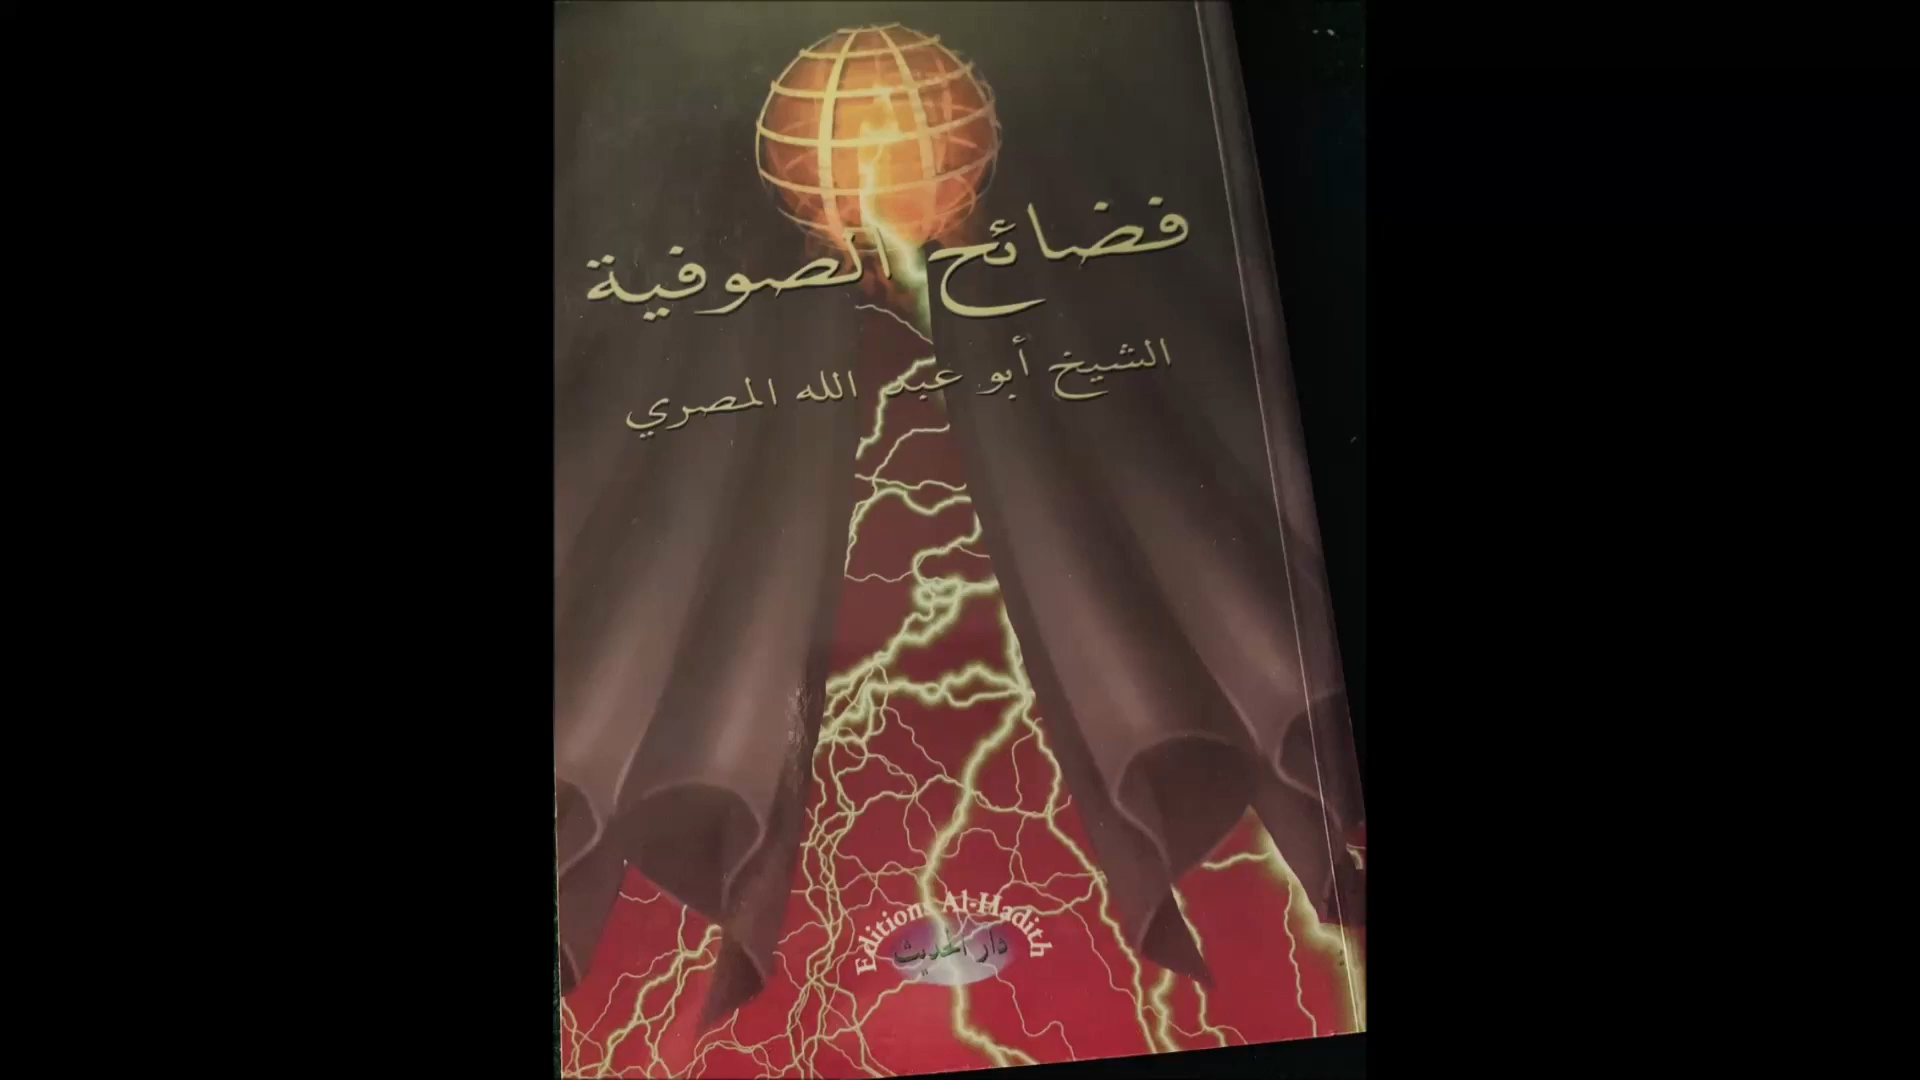 فضائح الصوفية
الشيخ أبو عبد الله المصري
Editions Al-Hadith
دار الحديث